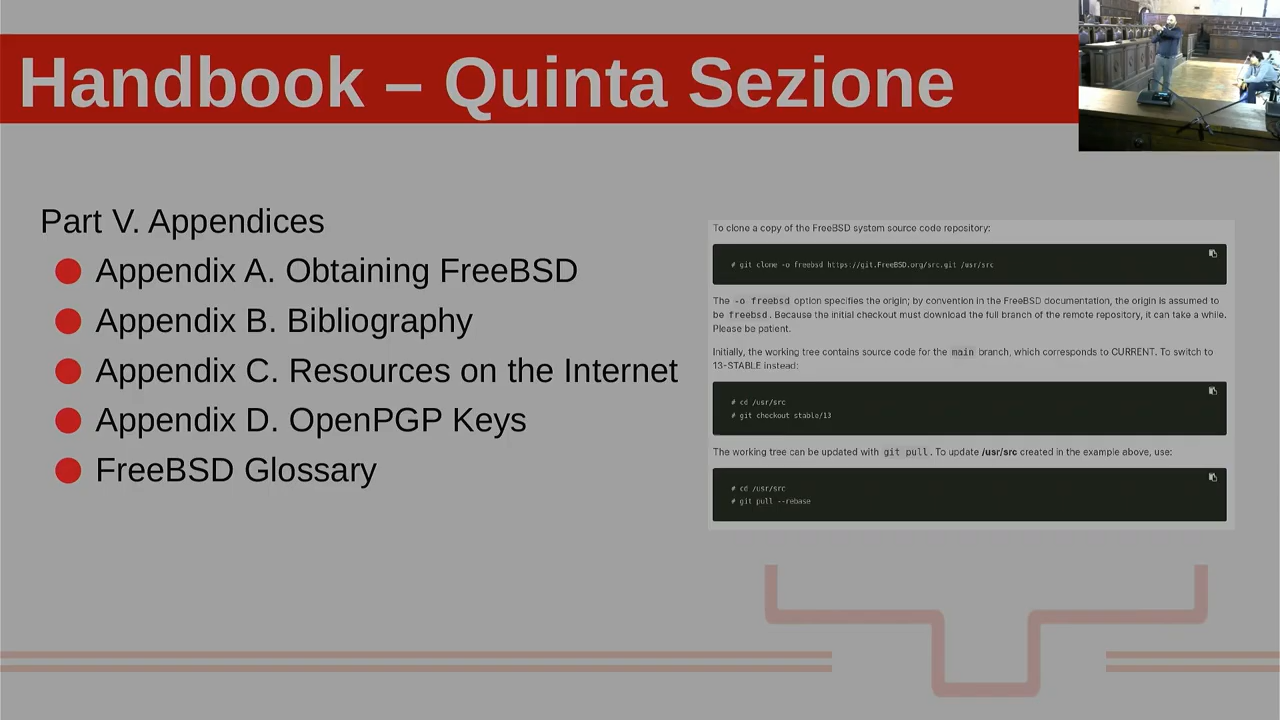 Handbook – Quinta Sezione
Part V. Appendices
Appendix A. Obtaining FreeBSD
Appendix B. Bibliography
Appendix C. Resources on the Internet
Appendix D. OpenPGP Keys
FreeBSD Glossary
To clone a copy of the FreeBSD system source code repository:
# git clone -o freebsd https://git.FreeBSD.org/src.git /usr/src
The -o freebsd option specifies the origin; by convention in the FreeBSD documentation, the origin is assumed to
be freebsd. Because the initial checkout must download the full branch of the remote repository, it can take a while.
Please be patient.
Initially, the working tree contains source code for the main branch, which corresponds to CURRENT. To switch to
13-STABLE instead:
# cd /usr/src
# git checkout stable/13
The working tree can be updated with git pull. To update /usr/src created in the example above, use:
# cd /usr/src
# git pull --rebase